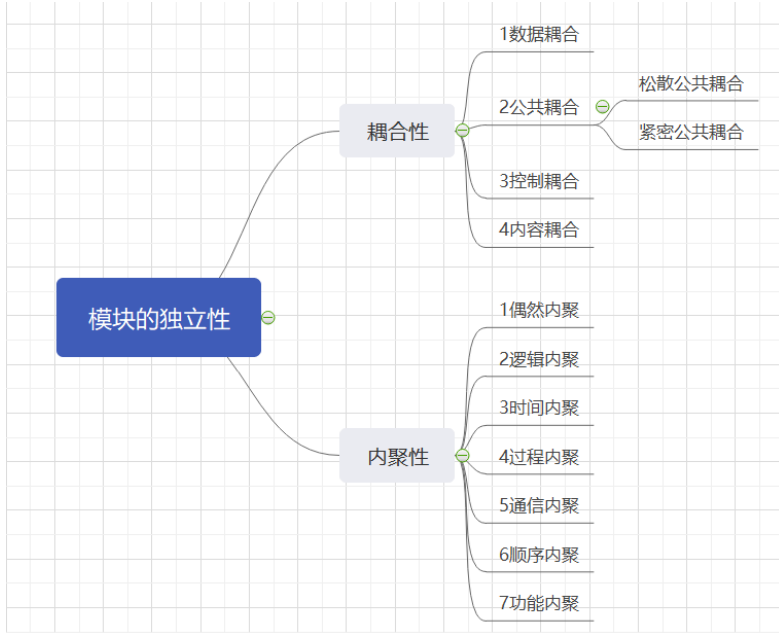 模块的独立性
耦合性
1数据耦合
2公共耦合
松散公共耦合
紧密公共耦合
3控制耦合
4内容耦合
内聚性
1偶然内聚
2逻辑内聚
3时间内聚
4过程内聚
5通信内聚
6顺序内聚
7功能内聚